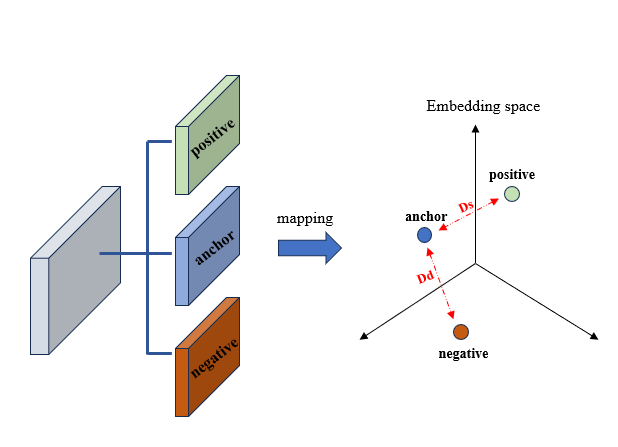 Embedding space
positive
positive
Ds
anchor
mapping
anchor
Dd
negative
negative